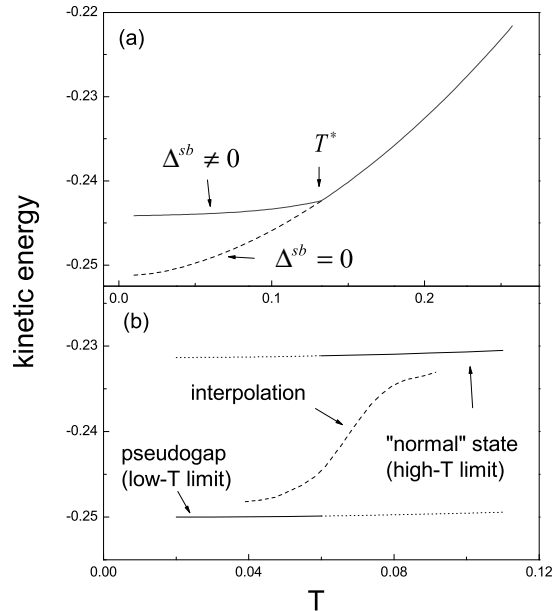 (a)
-0.22
-0.23
-0.24
-0.25
T*
Δ^sb ≠ 0
Δ^sb = 0
0.0 0.1 0.2
kinetic energy
(b)
-0.23
-0.24
-0.25
interpolation
"normal" state
(high-T limit)
pseudogap
(low-T limit)
0.00 0.04 0.08 0.12
T